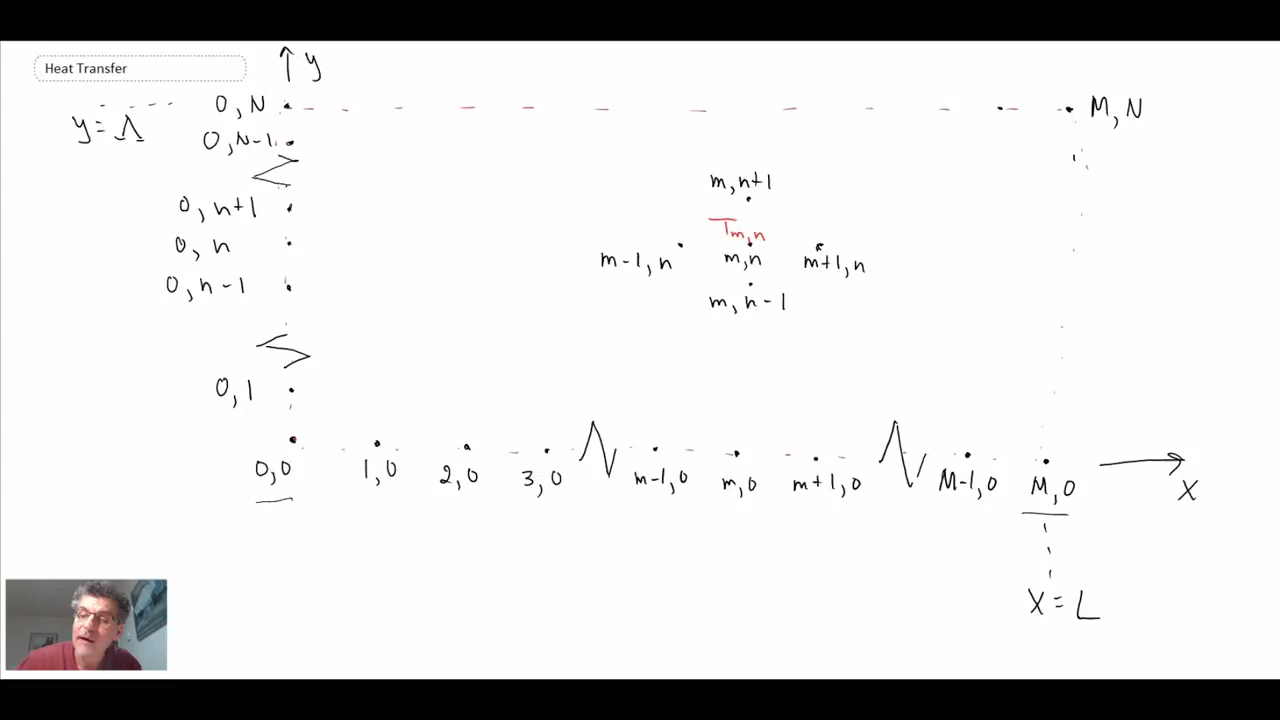 Heat Transfer
y
0, N
M, N
y = Λ
0, N-1
m, n+1
0, n+1
Tm,n
0, n
m-1, n
m, n
m+1, n
0, n-1
m, n-1
0, 1
0, 0
1, 0
2, 0
3, 0
m-1, 0
m, 0
m+1, 0
M-1, 0
M, 0
x
x = L